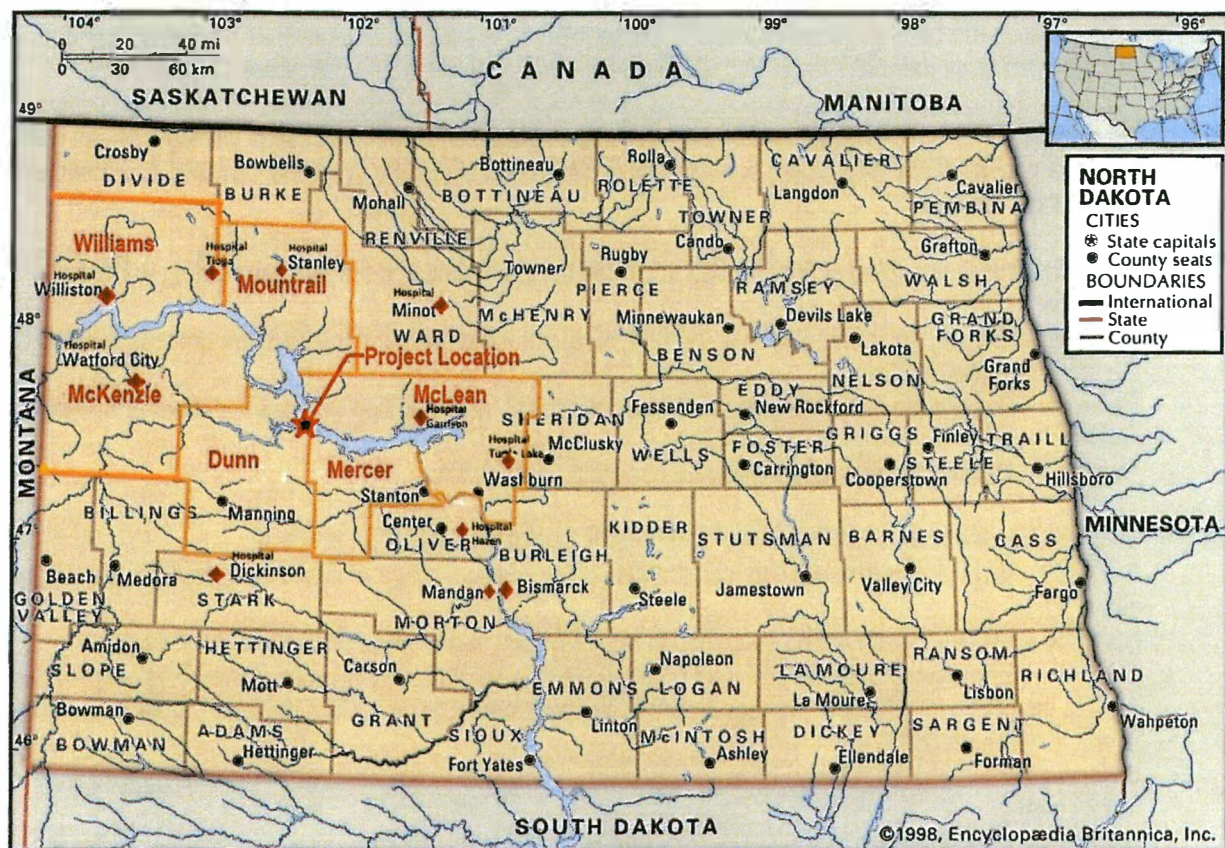 104°
103°
102°
101°
100°
99°
98°
97°
96°
0 20 40 mi
0 30 60 km
CANADA
SASKATCHEWAN
MANITOBA
49°
48°
47°
46°
MONTANA
MINNESOTA
SOUTH DAKOTA
NORTH
DAKOTA
CITIES
State capitals
County seats
BOUNDARIES
International
State
County
Crosby
DIVIDE
Bowbells
BURKE
Mohall
RENVILLE
Bottineau
BOTTINEAU
Rolla
ROLETTE
TOWNER
Cando
CAVALIER
Langdon
Cavalier
PEMBINA
Williams
Hospital
Williston
Hospital
Tioga
Hospital
Stanley
Mountrail
Hospital
Minot
WARD
Towner
McHENRY
Rugby
PIERCE
Minnewaukan
BENSON
RAMSEY
Devils Lake
Grafton
WALSH
GRAND
FORKS
Grand
Forks
Lakota
NELSON
Hospital
Watford City
McKenzie
Project Location
McLean
Hospital
Garrison
Hospital
Turtle Lake
Washburn
SHERIDAN
McClusky
Fessenden
WELLS
EDDY
New Rockford
FOSTER
Carrington
GRIGGS
Cooperstown
Finley
STEELE
TRAILL
Hillsboro
Dunn
Mercer
Stanton
Center
OLIVER
Hospital
Hazen
BILLINGS
Manning
Hospital
Dickinson
STARK
Beach
Medora
GOLDEN
VALLEY
Mandan
Bismarck
MORTON
BURLEIGH
KIDDER
Steele
STUTSMAN
Jamestown
BARNES
Valley City
CASS
Fargo
Amidon
SLOPE
HETTINGER
Mott
Carson
GRANT
Bowman
BOWMAN
ADAMS
Hettinger
SIOUX
Fort Yates
EMMONS
Linton
Napoleon
LOGAN
McINTOSH
Ashley
LA MOURE
La Moure
DICKEY
Ellendale
RANSOM
Lisbon
SARGENT
Forman
RICHLAND
Wahpeton
©1998, Encyclopædia Britannica, Inc.